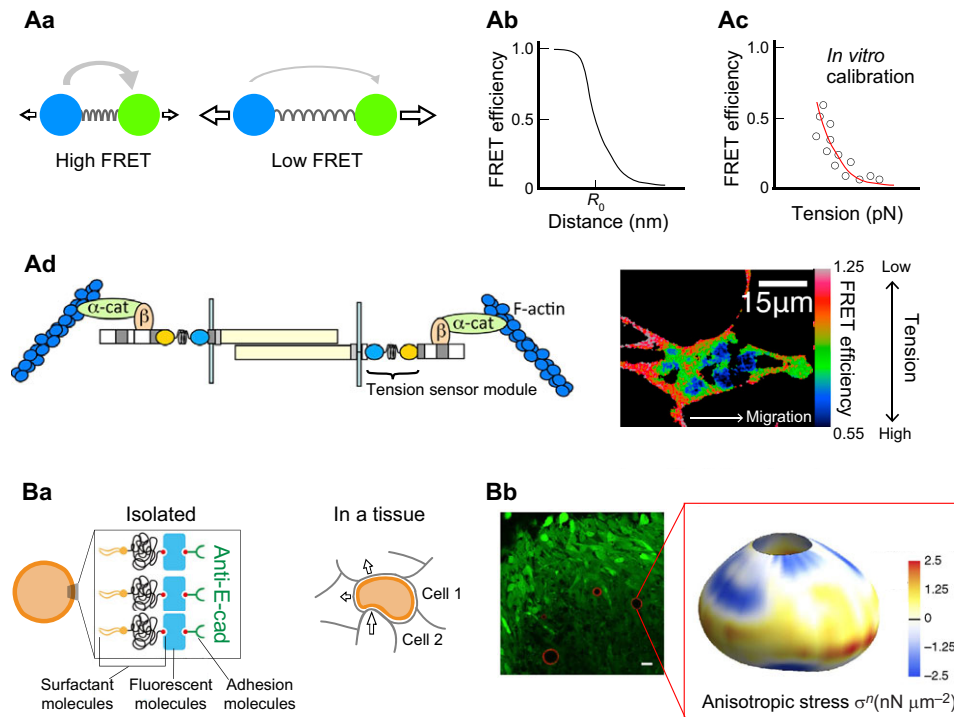 Aa
High FRET
Low FRET
Ab
FRET efficiency
1.0
0.5
0
R0
Distance (nm)
Ac
FRET efficiency
1.0
0.5
0
In vitro
calibration
Tension (pN)
Ad
α-cat
β
β
α-cat
F-actin
Tension sensor module
15μm
Migration
1.25
FRET efficiency
0.55
Low
Tension
High
Ba
Isolated
Anti-E-cad
Surfactant
molecules
Fluorescent
molecules
Adhesion
molecules
In a tissue
Cell 1
Cell 2
Bb
2.5
1.25
0
−1.25
−2.5
Anisotropic stress σⁿ(nN μm⁻²)